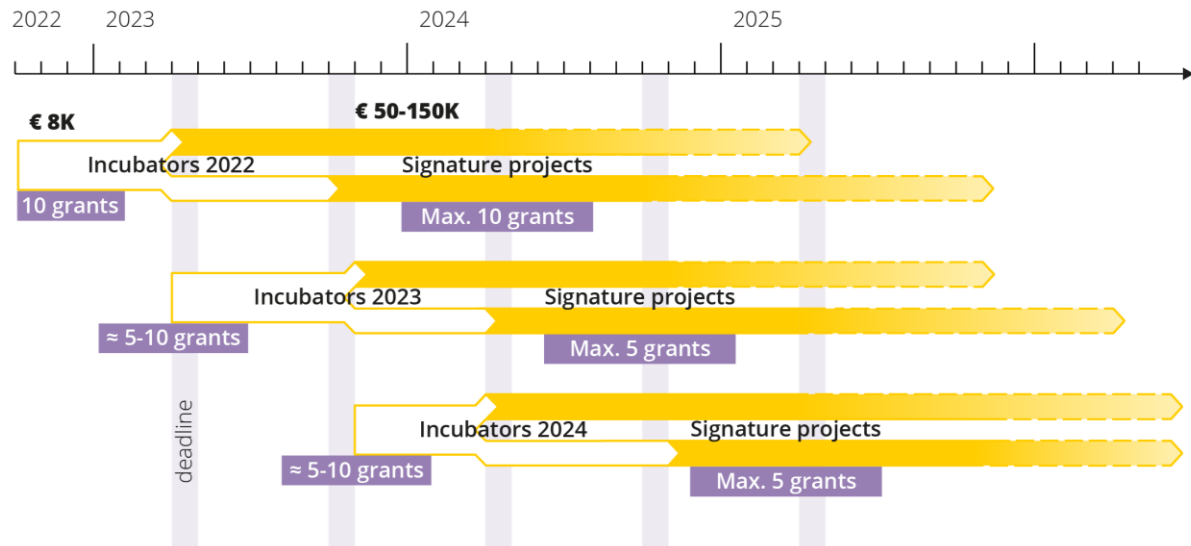 2022
2023
2024
2025
€ 8K
€ 50-150K
Incubators 2022
Signature projects
10 grants
Max. 10 grants
Incubators 2023
Signature projects
≈ 5-10 grants
Max. 5 grants
deadline
Incubators 2024
Signature projects
≈ 5-10 grants
Max. 5 grants